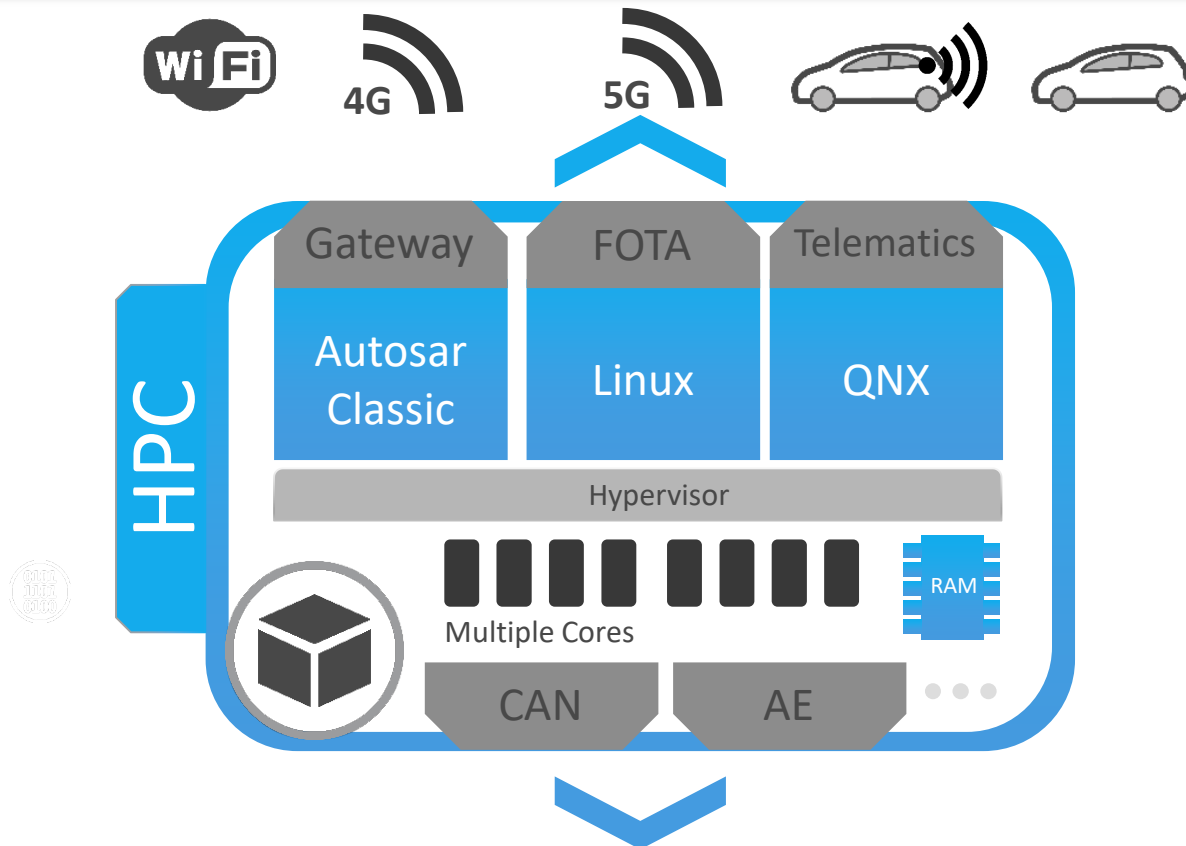 Wi Fi
4G
5G
Gateway
FOTA
Telematics
Autosar
Classic
Linux
QNX
HPC
Hypervisor
RAM
Multiple Cores
CAN
AE